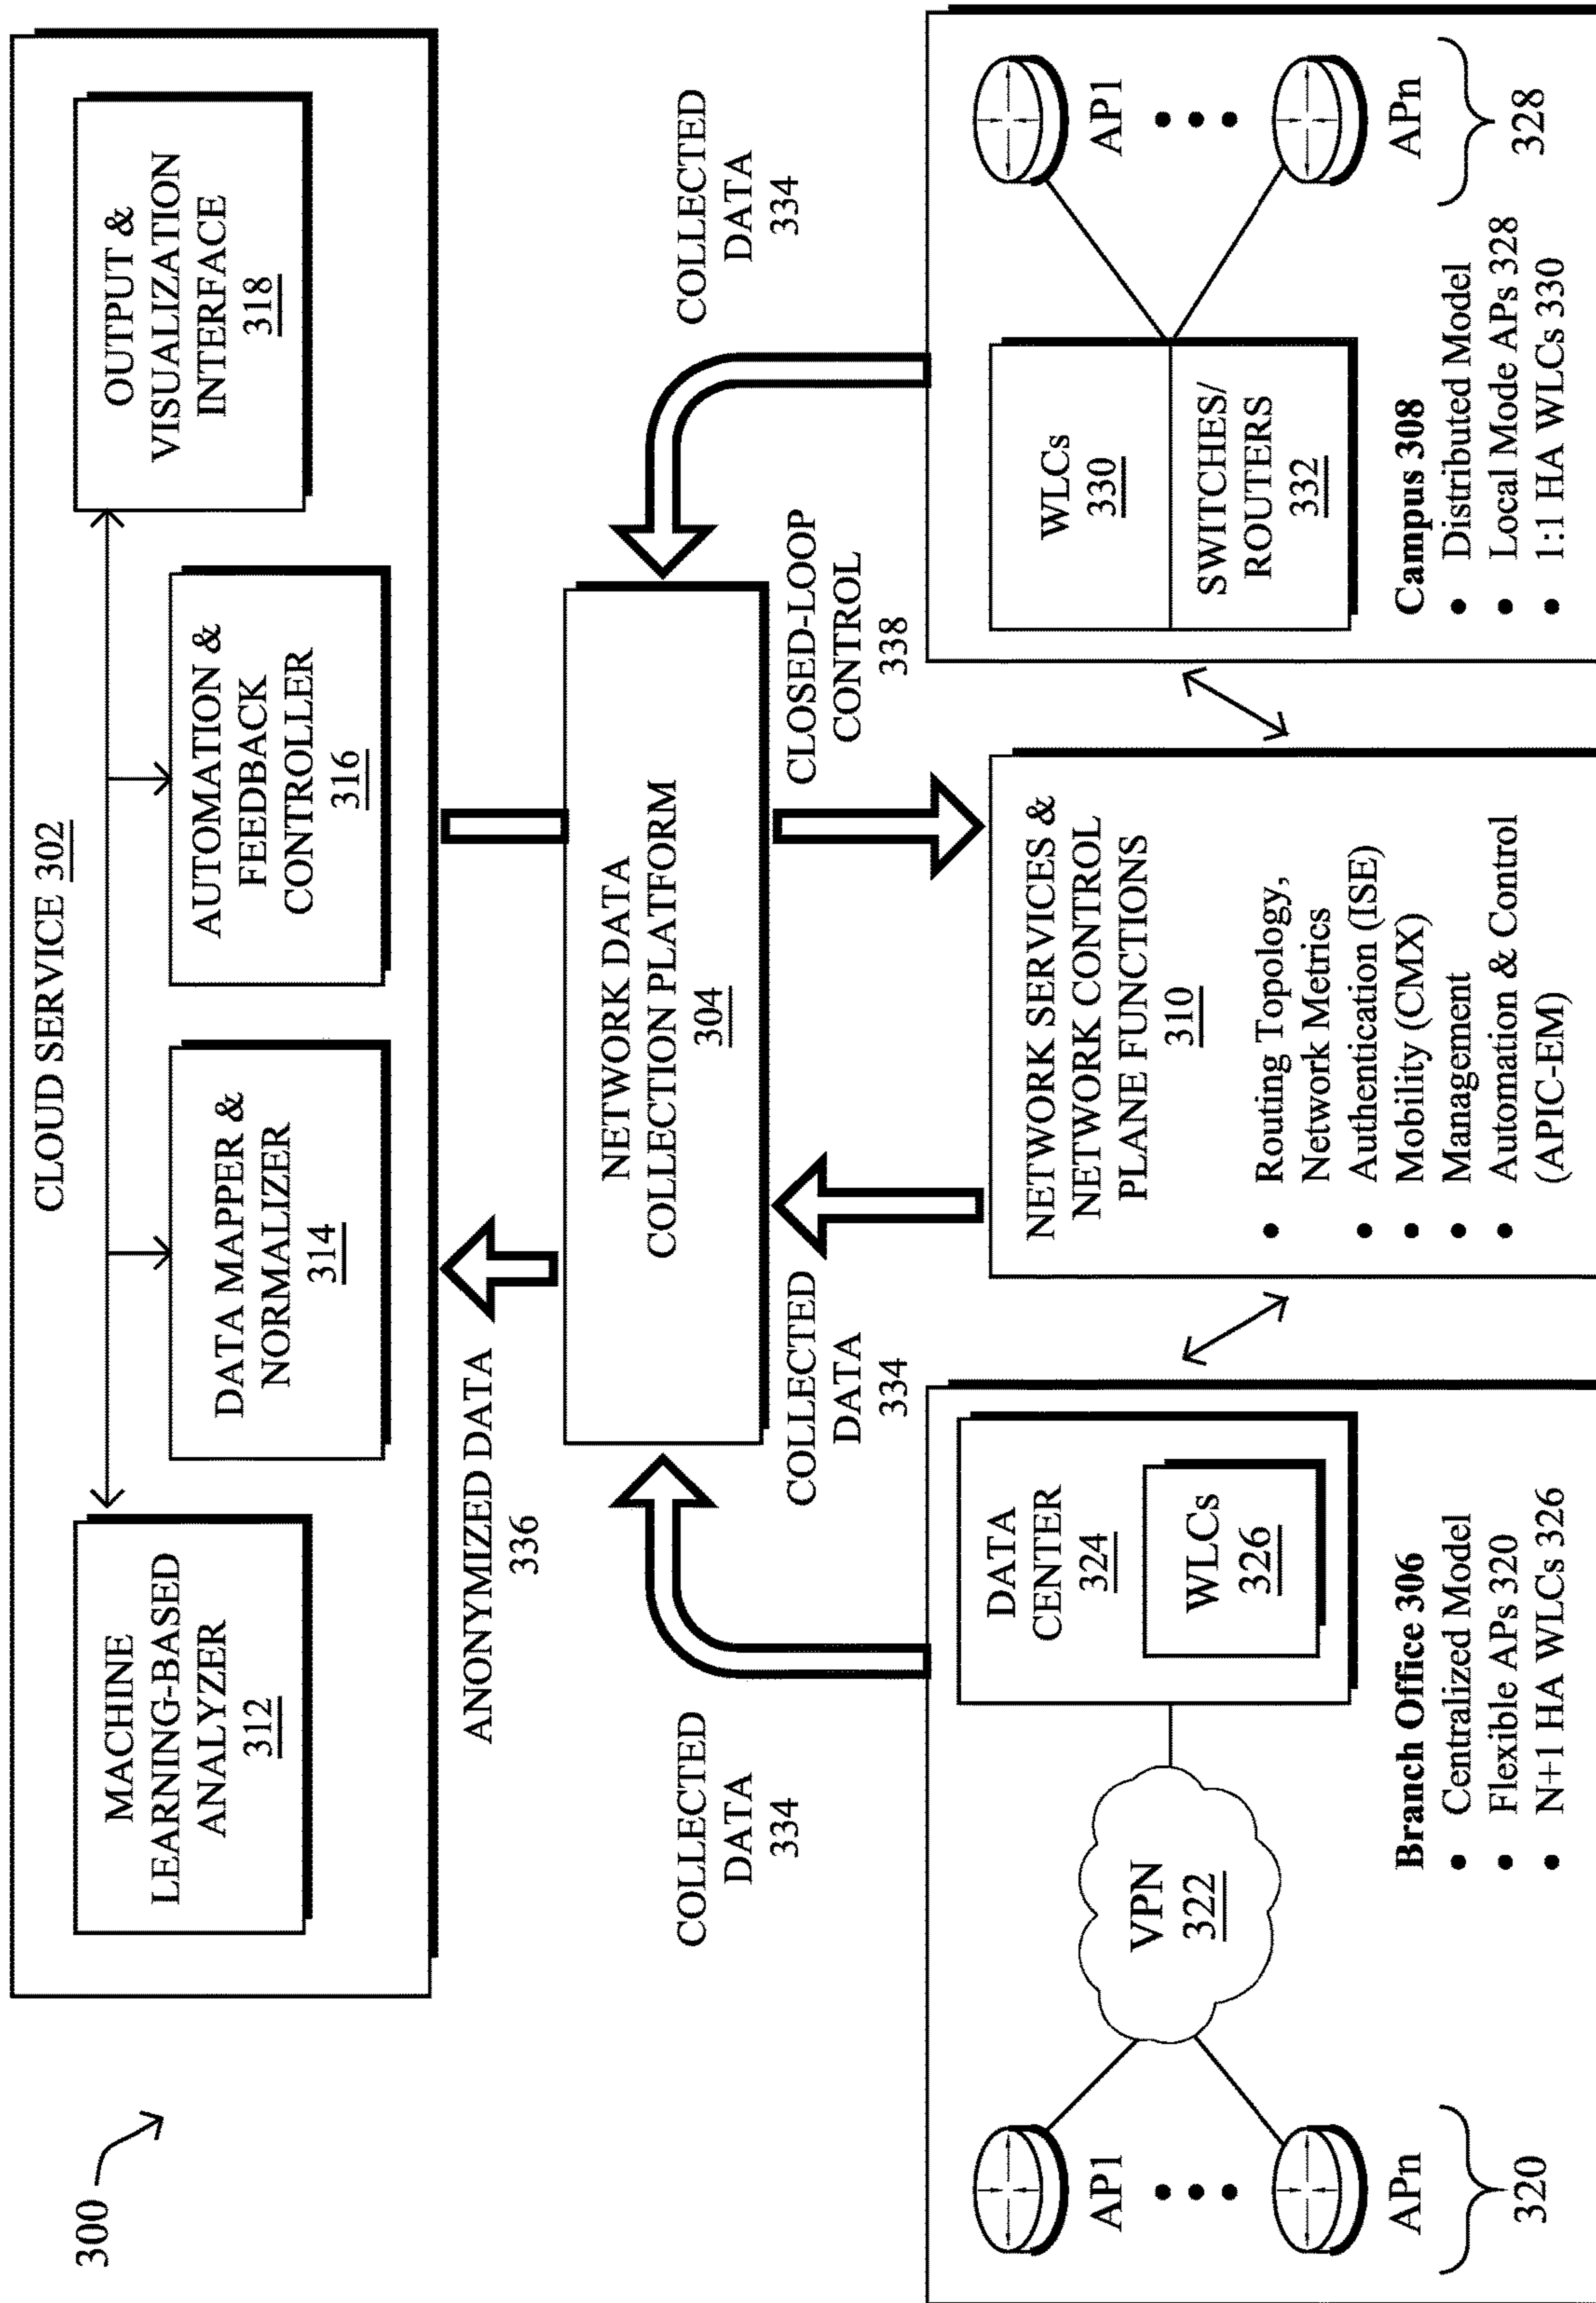 300
CLOUD SERVICE 302
MACHINE
LEARNING-BASED
ANALYZER
312
DATA MAPPER &
NORMALIZER
314
AUTOMATION &
FEEDBACK
CONTROLLER
316
OUTPUT &
VISUALIZATION
INTERFACE
318
ANONYMIZED DATA
336
COLLECTED
DATA
334
NETWORK DATA
COLLECTION PLATFORM
304
COLLECTED
DATA
334
COLLECTED
DATA
334
CLOSED-LOOP
CONTROL
338
AP1
APn
320
VPN
322
DATA
CENTER
324
WLCs
326
Branch Office 306
• Centralized Model
• Flexible APs 320
• N+1 HA WLCs 326
NETWORK SERVICES &
NETWORK CONTROL
PLANE FUNCTIONS
310
• Routing Topology,
Network Metrics
• Authentication (ISE)
• Mobility (CMX)
• Management
• Automation & Control
(APIC-EM)
WLCs
330
SWITCHES/
ROUTERS
332
AP1
APn
328
Campus 308
• Distributed Model
• Local Mode APs 328
• 1:1 HA WLCs 330